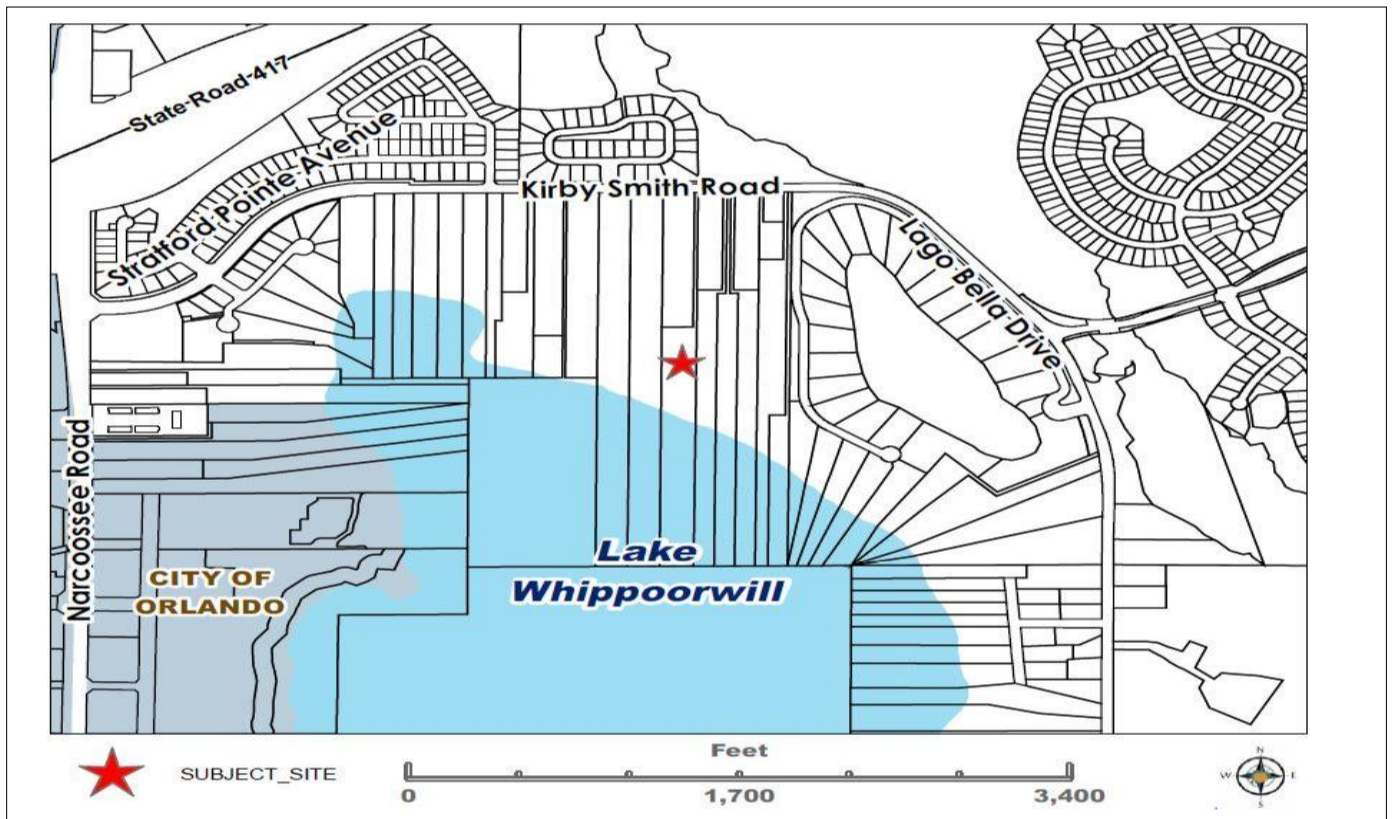 State Road 417
Stratford Pointe Avenue
Kirby Smith Road
Lago Bella Drive
Narcoossee Road
Lake
Whippoorwill
CITY OF
ORLANDO
SUBJECT_SITE
Feet
0 1,700 3,400
N
W E
S